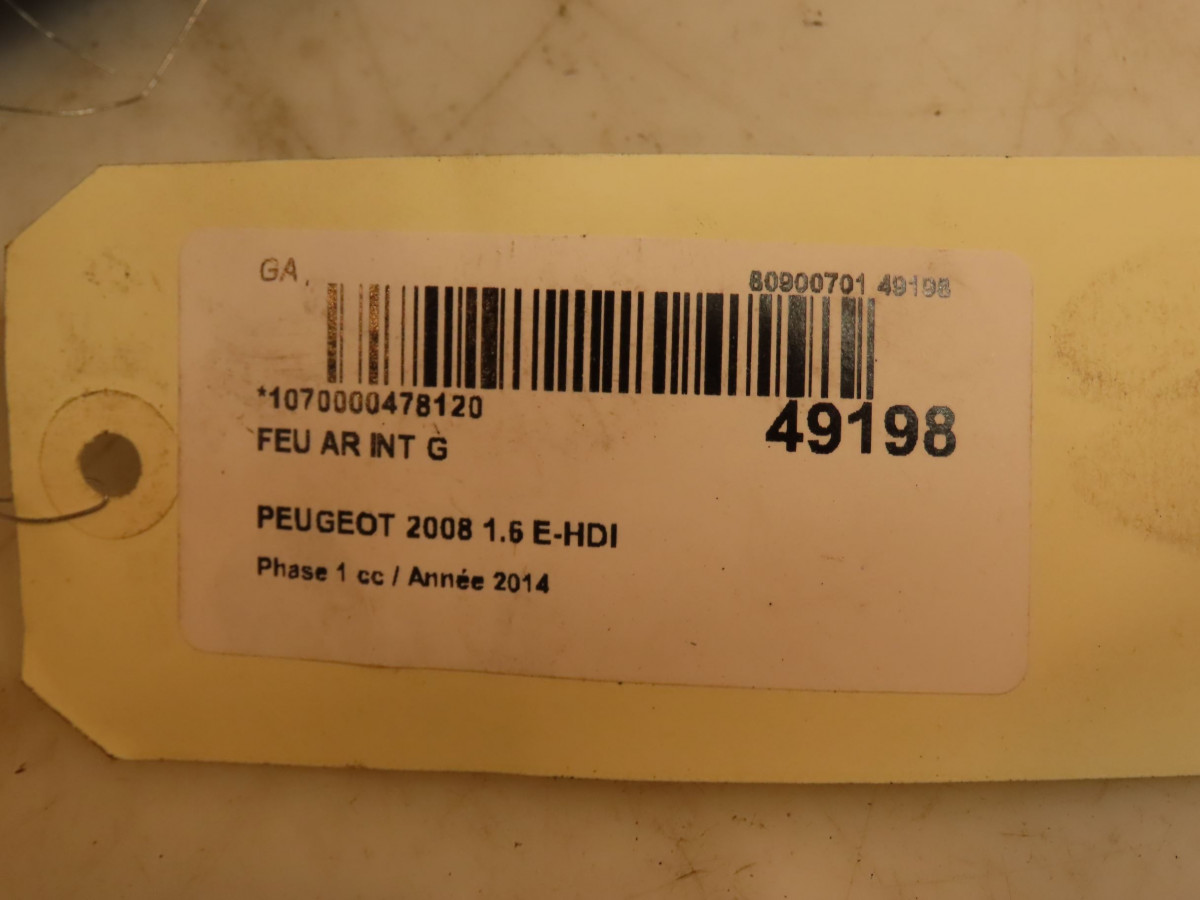 GA,
80900701 49198
*1070000478120
49198
FEU AR INT G
PEUGEOT 2008 1.6 E-HDI
Phase 1 cc / Année 2014